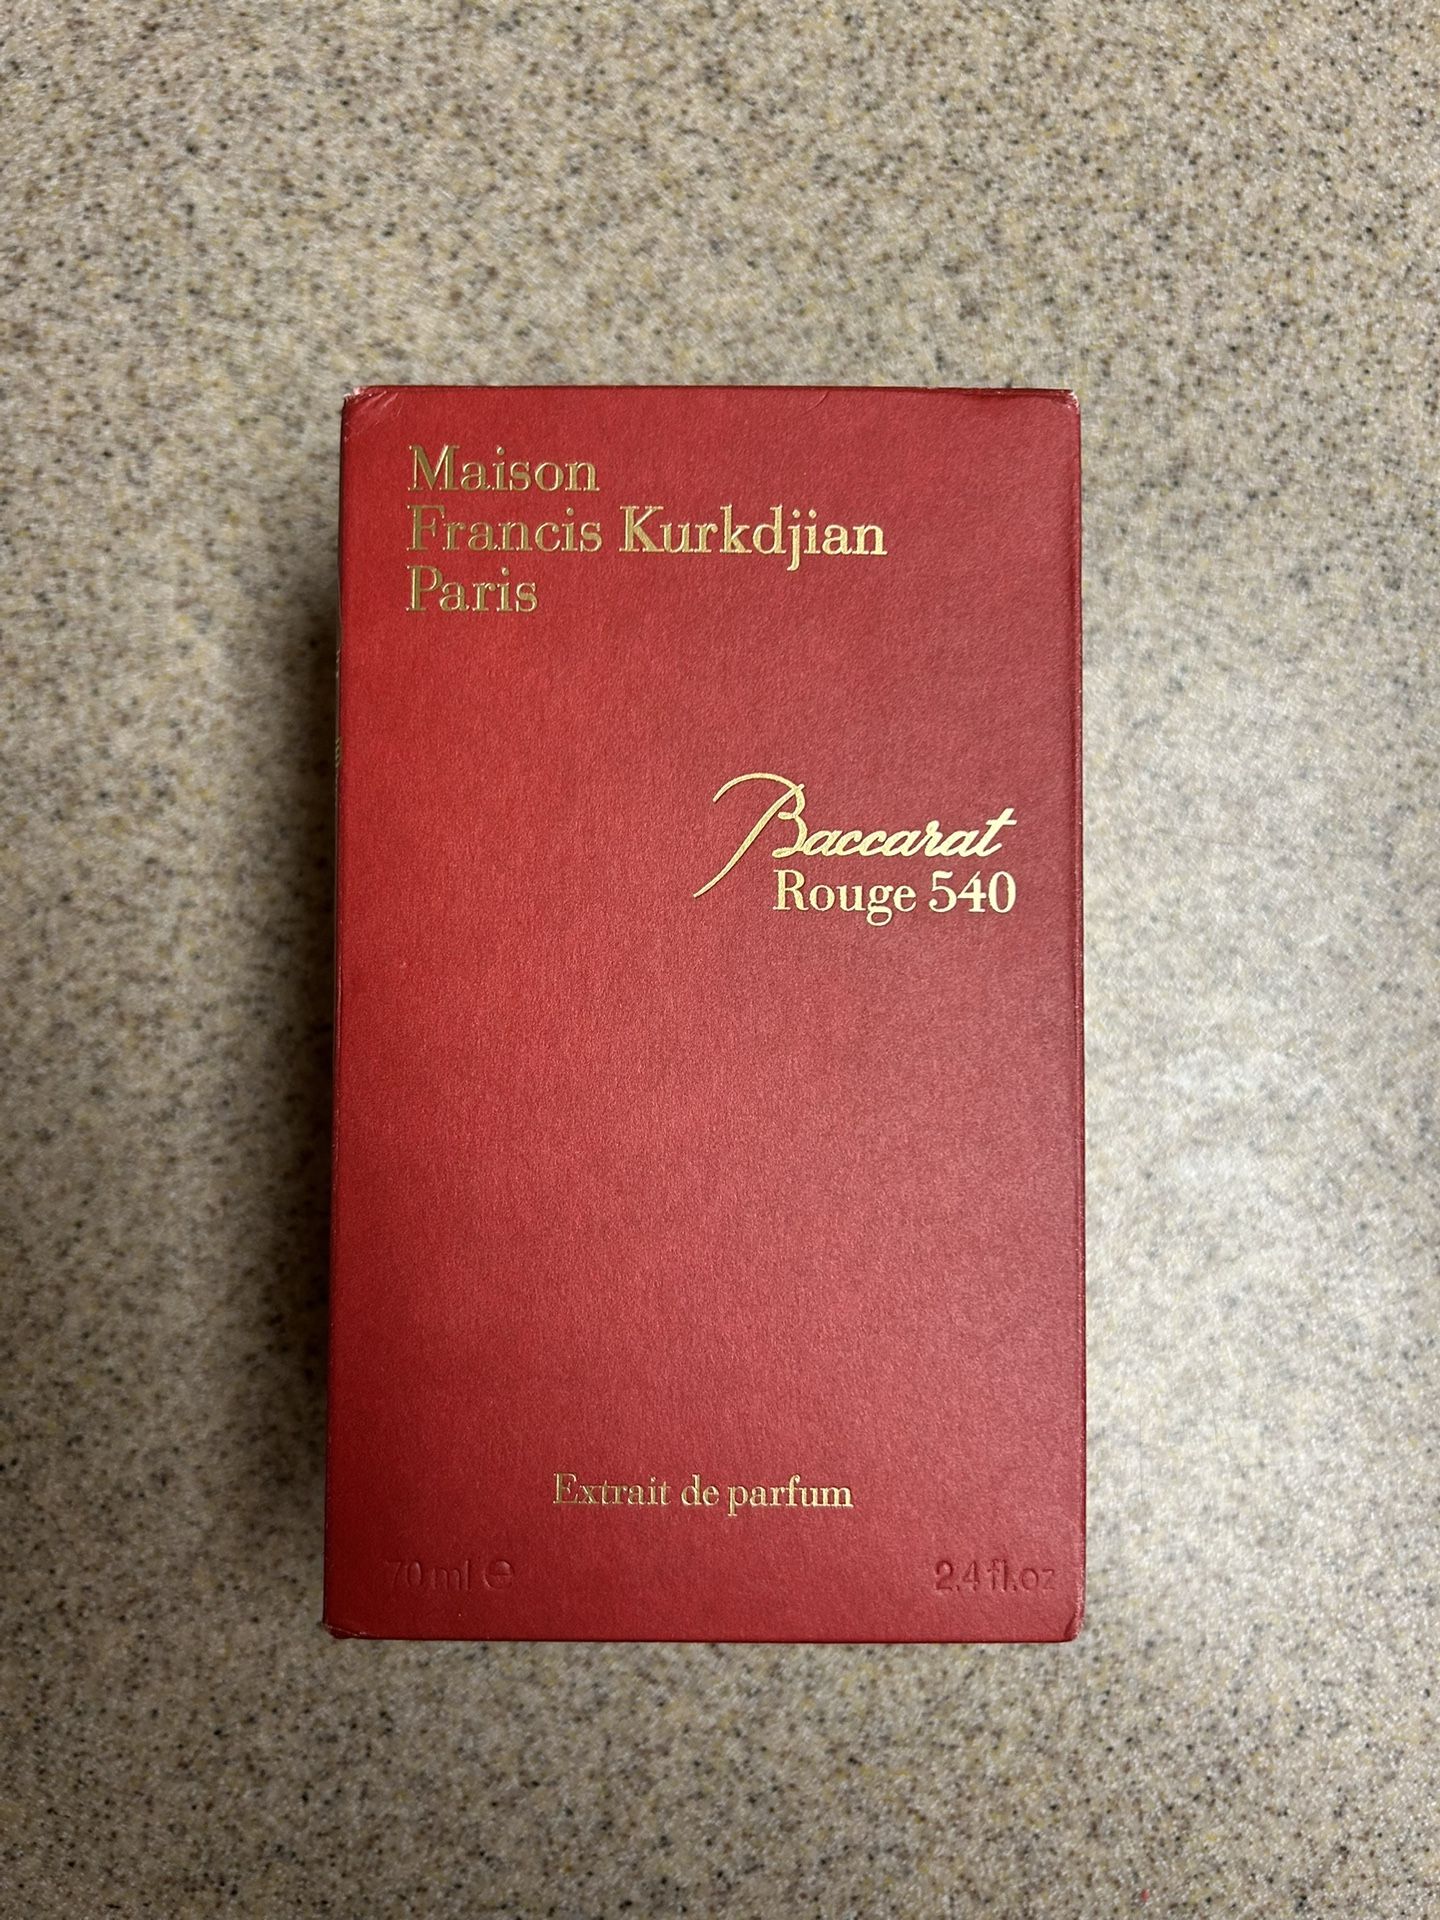 Maison
Francis Kurkdjian
Paris
Baccarat
Rouge 540
Extrait de parfum
70 ml ℮ 2.4 fl.oz